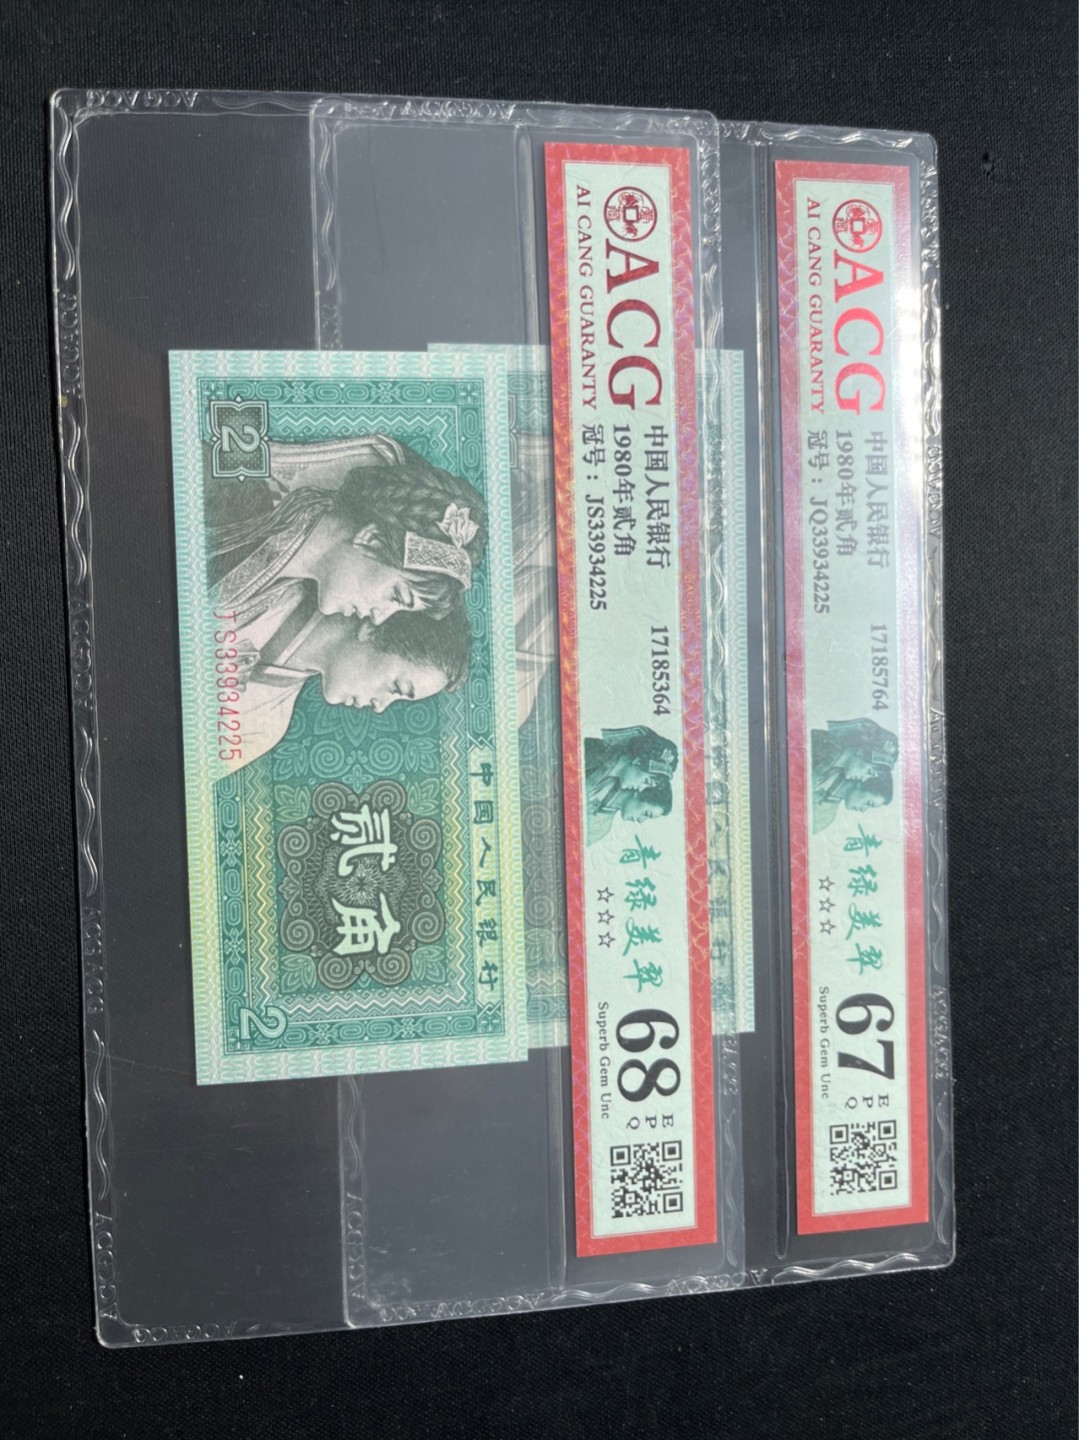 ACG
AI CANG GUARANTY
中国人民银行
1980年贰角
冠号：JQ33934225
17185764
青绿美翠
☆☆☆
67
EPQ
Superb Gem Unc
ACG
AI CANG GUARANTY
中国人民银行
1980年贰角
冠号：JS33934225
17185364
青绿美翠
☆☆☆
68
EPQ
Superb Gem Unc
中国人民银行
贰角
2
2
JS33934225